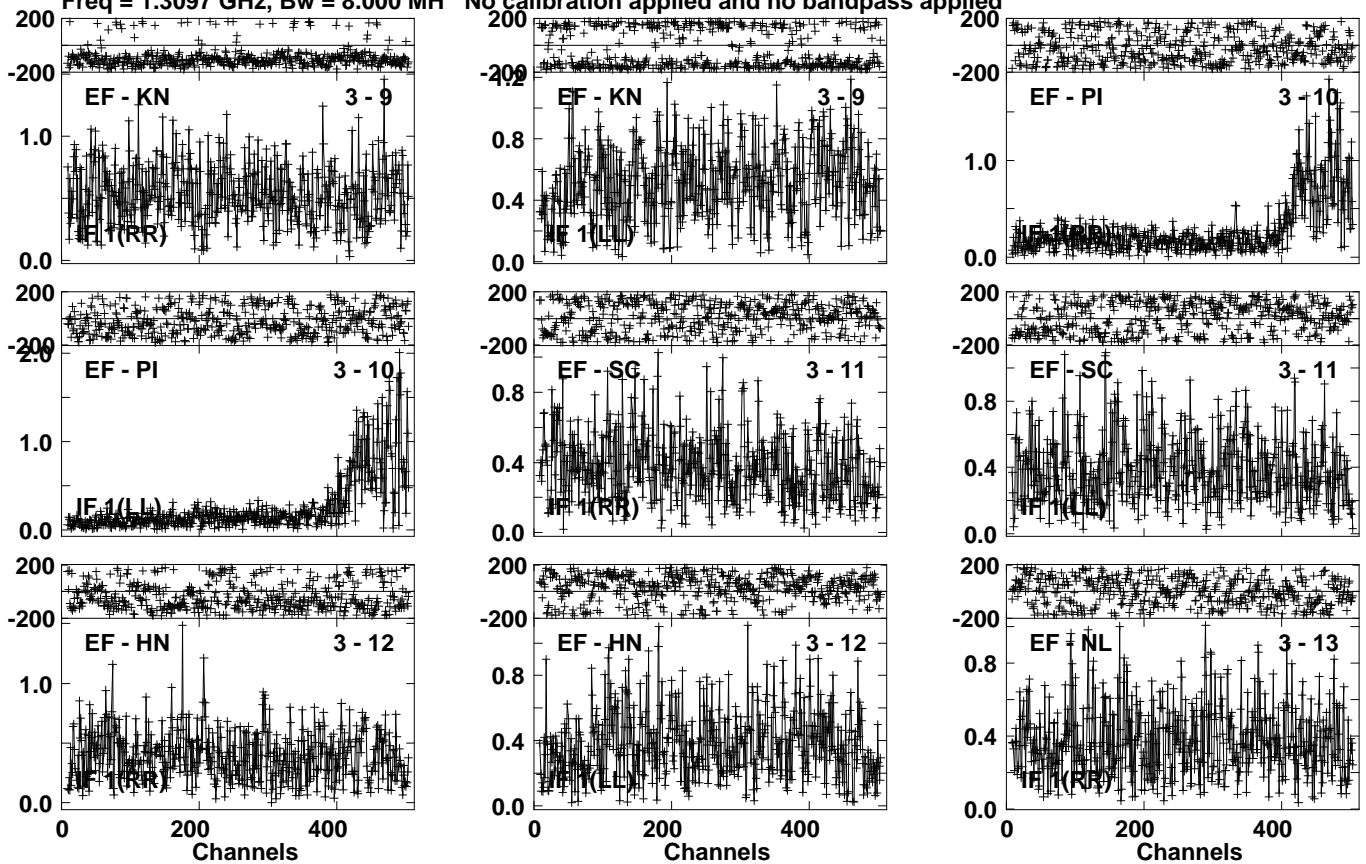 Freq = 1.3097 GHz, Bw = 8.000 MH No calibration applied and no bandpass applied
200
-200
EF - KN 3 - 9
1.0
IF 1(RR)
0.0
1.2
EF - KN 3 - 9
0.8
0.4
IF 1(LL)
0.0
200
-200
EF - PI 3 - 10
1.0
IF 1(RR)
0.0
200
-200
2.0
EF - PI 3 - 10
1.0
IF 1(LL)
0.0
200
-200
EF - SC 3 - 11
0.8
0.4
IF 1(RR)
0.0
200
-200
EF - SC 3 - 11
0.8
0.4
IF 1(LL)
0.0
200
-200
EF - HN 3 - 12
1.0
IF 1(RR)
0.0
0 200 400
Channels
200
-200
EF - HN 3 - 12
0.8
0.4
IF 1(LL)
0.0
0 200 400
Channels
200
-200
EF - NL 3 - 13
0.8
0.4
IF 1(RR)
0.0
0 200 400
Channels